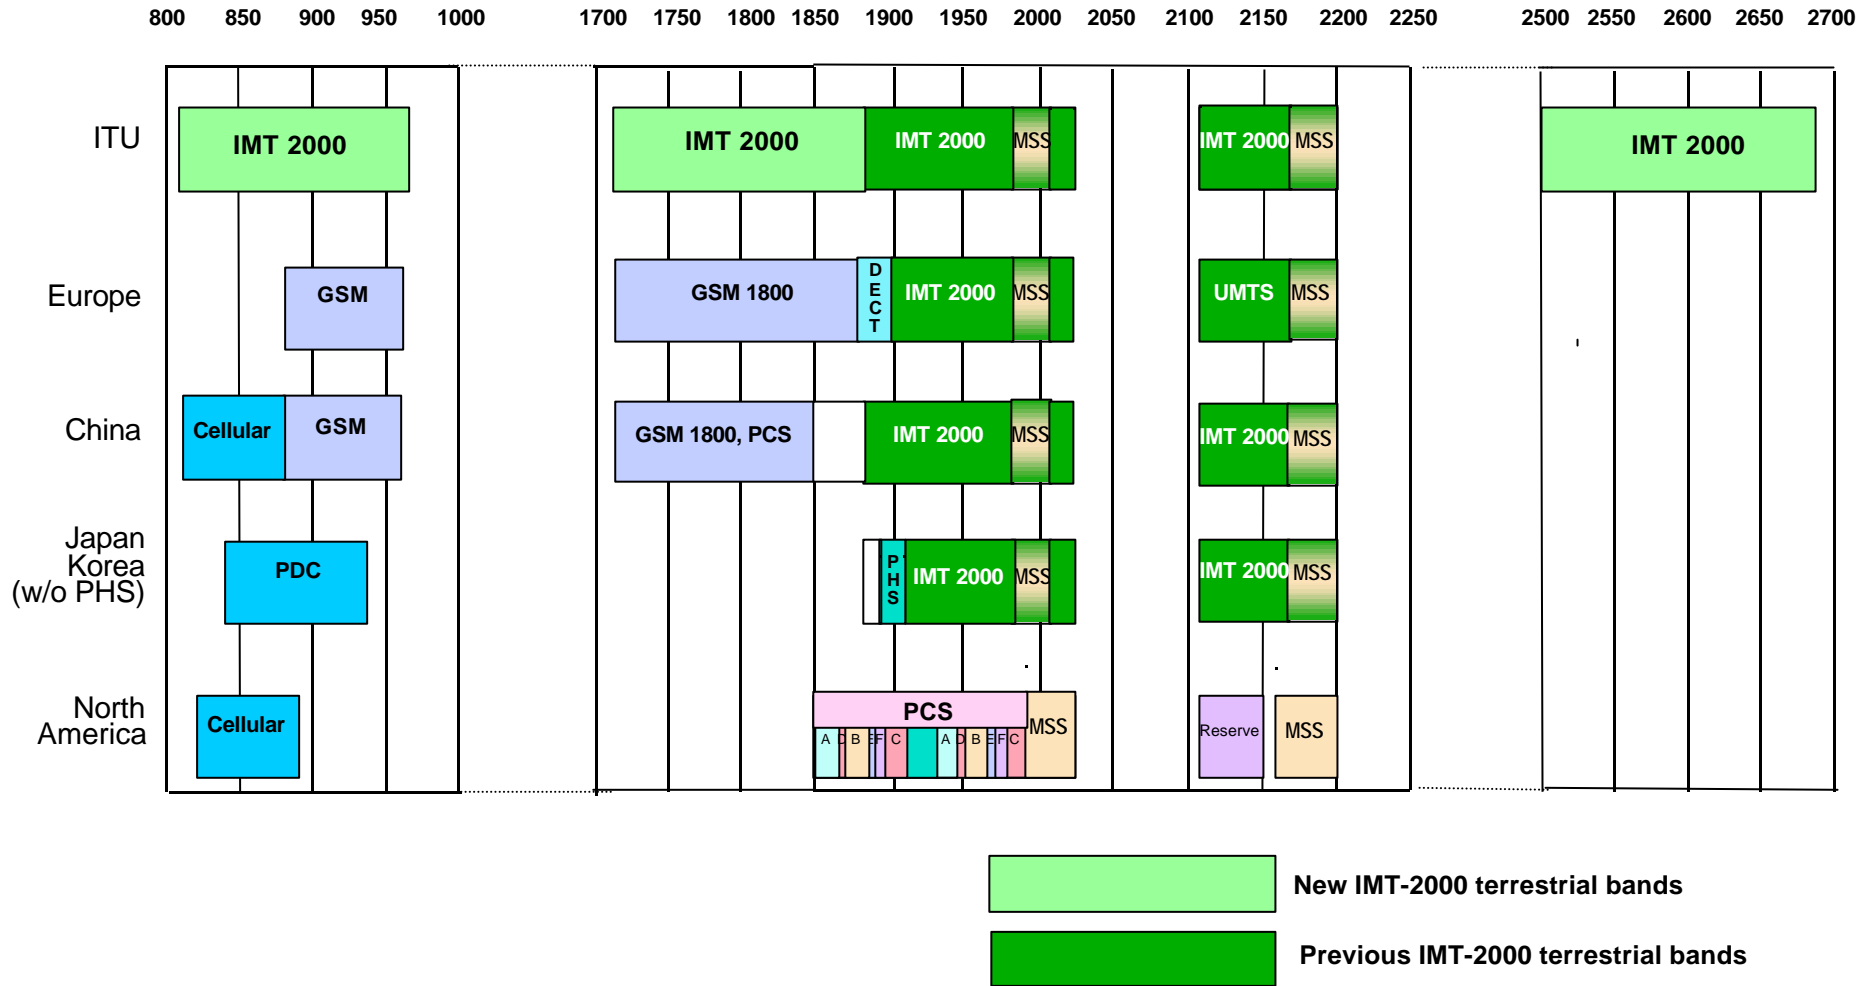 800 850 900 950 1000 1700 1750 1800 1850 1900 1950 2000 2050 2100 2150 2200 2250 2500 2550 2600 2650 2700
ITU
IMT 2000
IMT 2000
IMT 2000
MSS
IMT 2000
MSS
IMT 2000
Europe
GSM
GSM 1800
DECT
IMT 2000
MSS
UMTS
MSS
China
Cellular
GSM
GSM 1800, PCS
IMT 2000
MSS
IMT 2000
MSS
Japan
Korea
(w/o PHS)
PDC
PHS
IMT 2000
MSS
IMT 2000
MSS
North
America
Cellular
PCS
A D B E F C A D B E F C
MSS
Reserve
MSS
New IMT-2000 terrestrial bands
Previous IMT-2000 terrestrial bands